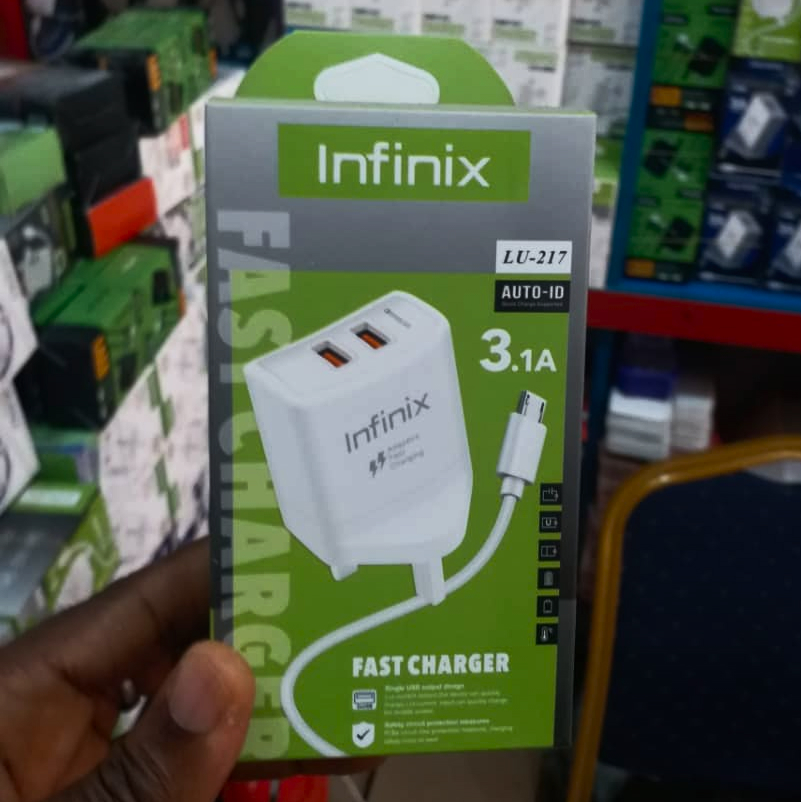 Infinix
LU-217
AUTO-ID
3.1A
FAST CHARGER
Infinix
Adaptive
Fast
Charging
FAST CHARGER
Single USB output design
Safety circuit protection measures